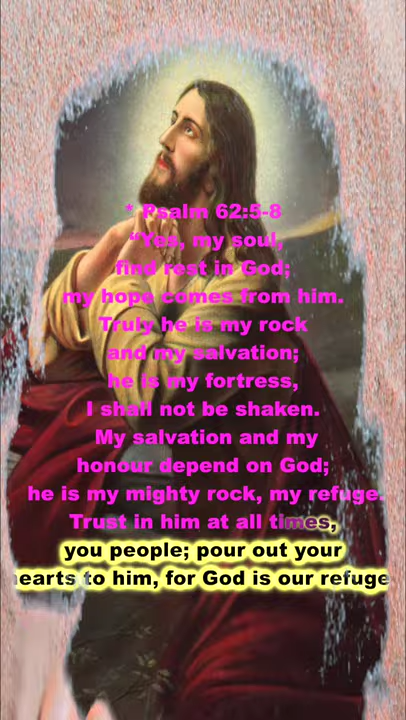 * Psalm 62:5-8
“Yes, my soul,
find rest in God;
my hope comes from him.
Truly he is my rock
and my salvation;
he is my fortress,
I shall not be shaken.
My salvation and my
honour depend on God;
he is my mighty rock, my refuge.
Trust in him at all times,
you people; pour out your
earts to him, for God is our refuge